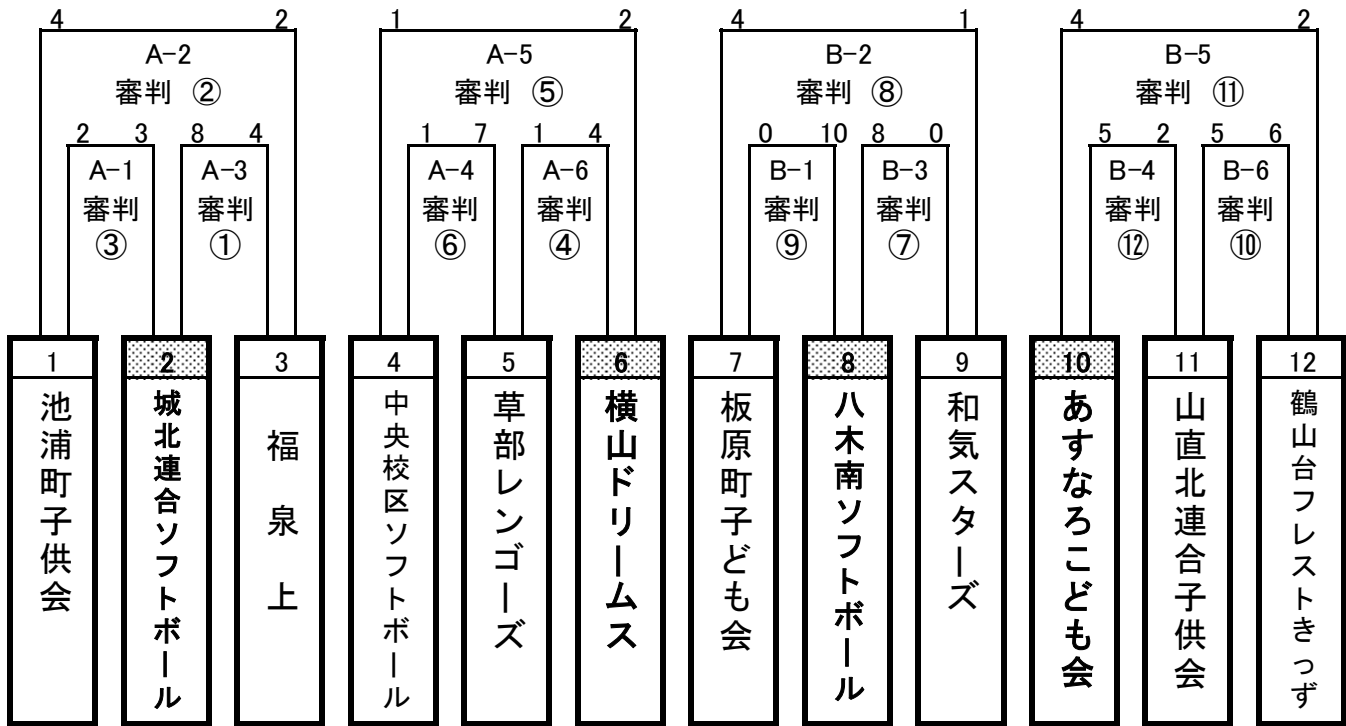 4 2 1 2 4 1 4 2
A-2 A-5 B-2 B-5
審判 ② 審判 ⑤ 審判 ⑧ 審判 ⑪
2 3 8 4 1 7 1 4 0 10 8 0 5 2 5 6
A-1 A-3 A-4 A-6 B-1 B-3 B-4 B-6
審判 審判 審判 審判 審判 審判 審判 審判
③ ① ⑥ ④ ⑨ ⑦ ⑫ ⑩
1 2 3 4 5 6 7 8 9 10 11 12
池浦町子供会
城北連合ソフトボール
福泉上
中央校区ソフトボール
草部レンゴーズ
横山ドリームス
板原町子ども会
八木南ソフトボール
和気スターズ
あすなろこども会
山直北連合子供会
鶴山台フレストきっず